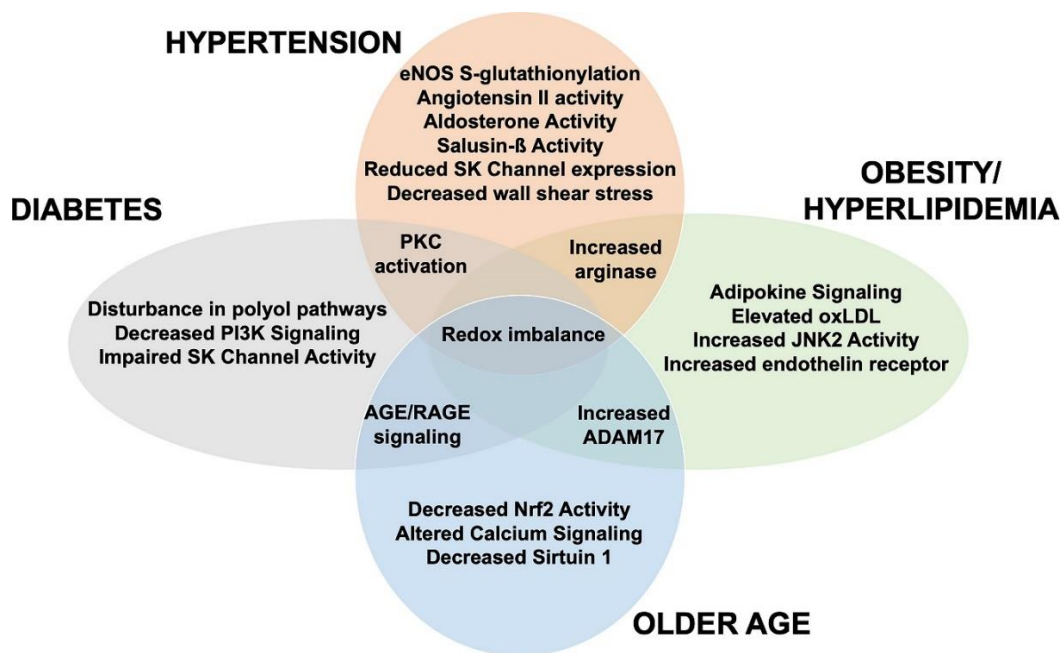 HYPERTENSION
eNOS S-glutathionylation
Angiotensin II activity
Aldosterone Activity
Salusin-ß Activity
Reduced SK Channel expression
Decreased wall shear stress
OBESITY/
HYPERLIPIDEMIA
DIABETES
PKC
activation
Increased
arginase
Disturbance in polyol pathways
Decreased PI3K Signaling
Impaired SK Channel Activity
Redox imbalance
Adipokine Signaling
Elevated oxLDL
Increased JNK2 Activity
Increased endothelin receptor
AGE/RAGE
signaling
Increased
ADAM17
Decreased Nrf2 Activity
Altered Calcium Signaling
Decreased Sirtuin 1
OLDER AGE